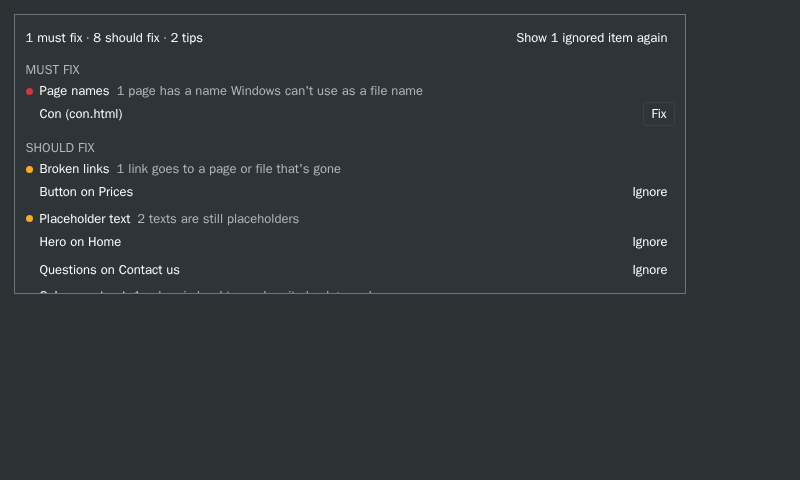 1 must fix · 8 should fix · 2 tips
Show 1 ignored item again
MUST FIX
Page names 1 page has a name Windows can't use as a file name
Con (con.html)
Fix
SHOULD FIX
Broken links 1 link goes to a page or file that's gone
Button on Prices
Ignore
Placeholder text 2 texts are still placeholders
Hero on Home
Ignore
Questions on Contact us
Ignore